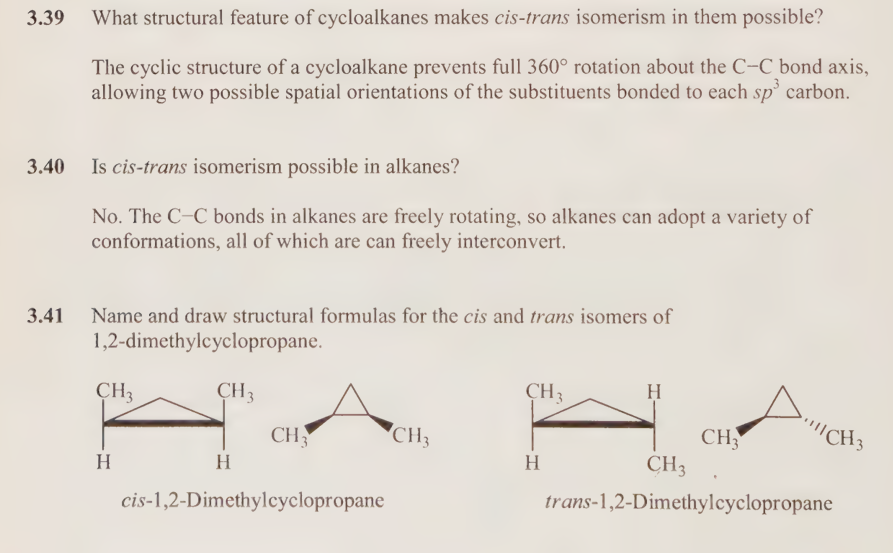 3.39 What structural feature of cycloalkanes makes cis-trans isomerism in them possible?
The cyclic structure of a cycloalkane prevents full 360° rotation about the C−C bond axis,
allowing two possible spatial orientations of the substituents bonded to each sp³ carbon.
3.40 Is cis-trans isomerism possible in alkanes?
No. The C−C bonds in alkanes are freely rotating, so alkanes can adopt a variety of
conformations, all of which are can freely interconvert.
3.41 Name and draw structural formulas for the cis and trans isomers of
1,2-dimethylcyclopropane.
CH₃ CH₃ CH₃ H
CH₃ CH₃ CH₃ CH₃
H H H CH₃
cis-1,2-Dimethylcyclopropane trans-1,2-Dimethylcyclopropane